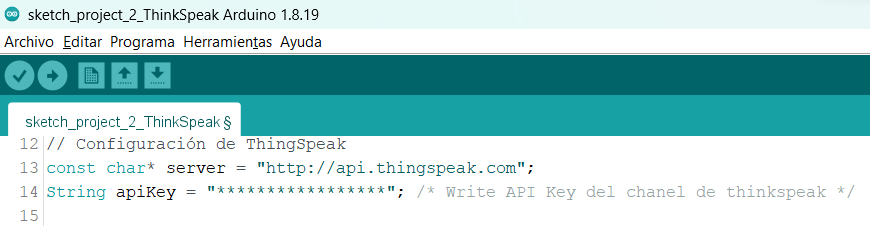 sketch_project_2_ThinkSpeak Arduino 1.8.19
Archivo Editar Programa Herramientas Ayuda
sketch_project_2_ThinkSpeak §
12 // Configuración de ThingSpeak
13 const char* server = "http://api.thingspeak.com";
14 String apiKey = "*****************"; /* Write API Key del chanel de thinkspeak */
15